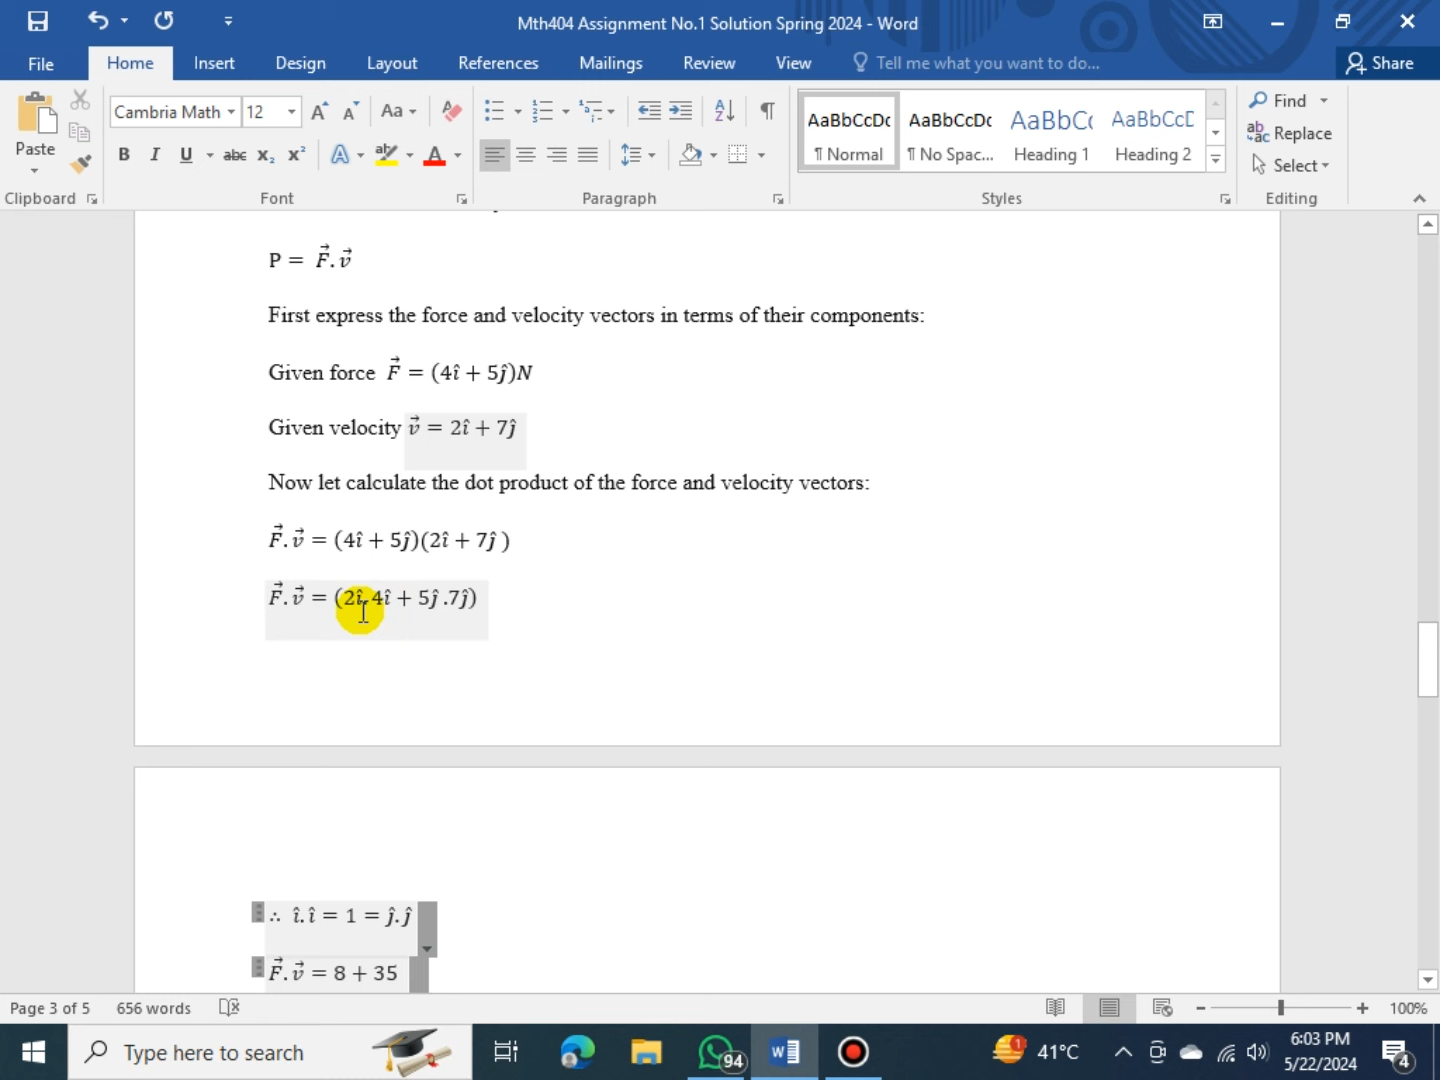 Mth404 Assignment No.1 Solution Spring 2024 - Word
File Home Insert Design Layout References Mailings Review View Tell me what you want to do... Share
Paste
Clipboard
Cambria Math 12
Font
Paragraph
AaBbCcDc AaBbCcDc AaBbC AaBbCcD
¶ Normal ¶ No Spac... Heading 1 Heading 2
Styles
Find
Replace
Select
Editing
P = F⃗. v⃗
First express the force and velocity vectors in terms of their components:
Given force F⃗ = (4î + 5ĵ)N
Given velocity v⃗ = 2î + 7ĵ
Now let calculate the dot product of the force and velocity vectors:
F⃗. v⃗ = (4î + 5ĵ)(2î + 7ĵ )
F⃗. v⃗ = (2î.4î + 5ĵ .7ĵ)
∴ î. î = 1 = ĵ. ĵ
F⃗. v⃗ = 8 + 35
Page 3 of 5 656 words 100%
Type here to search 94 41°C 6:03 PM
5/22/2024 4